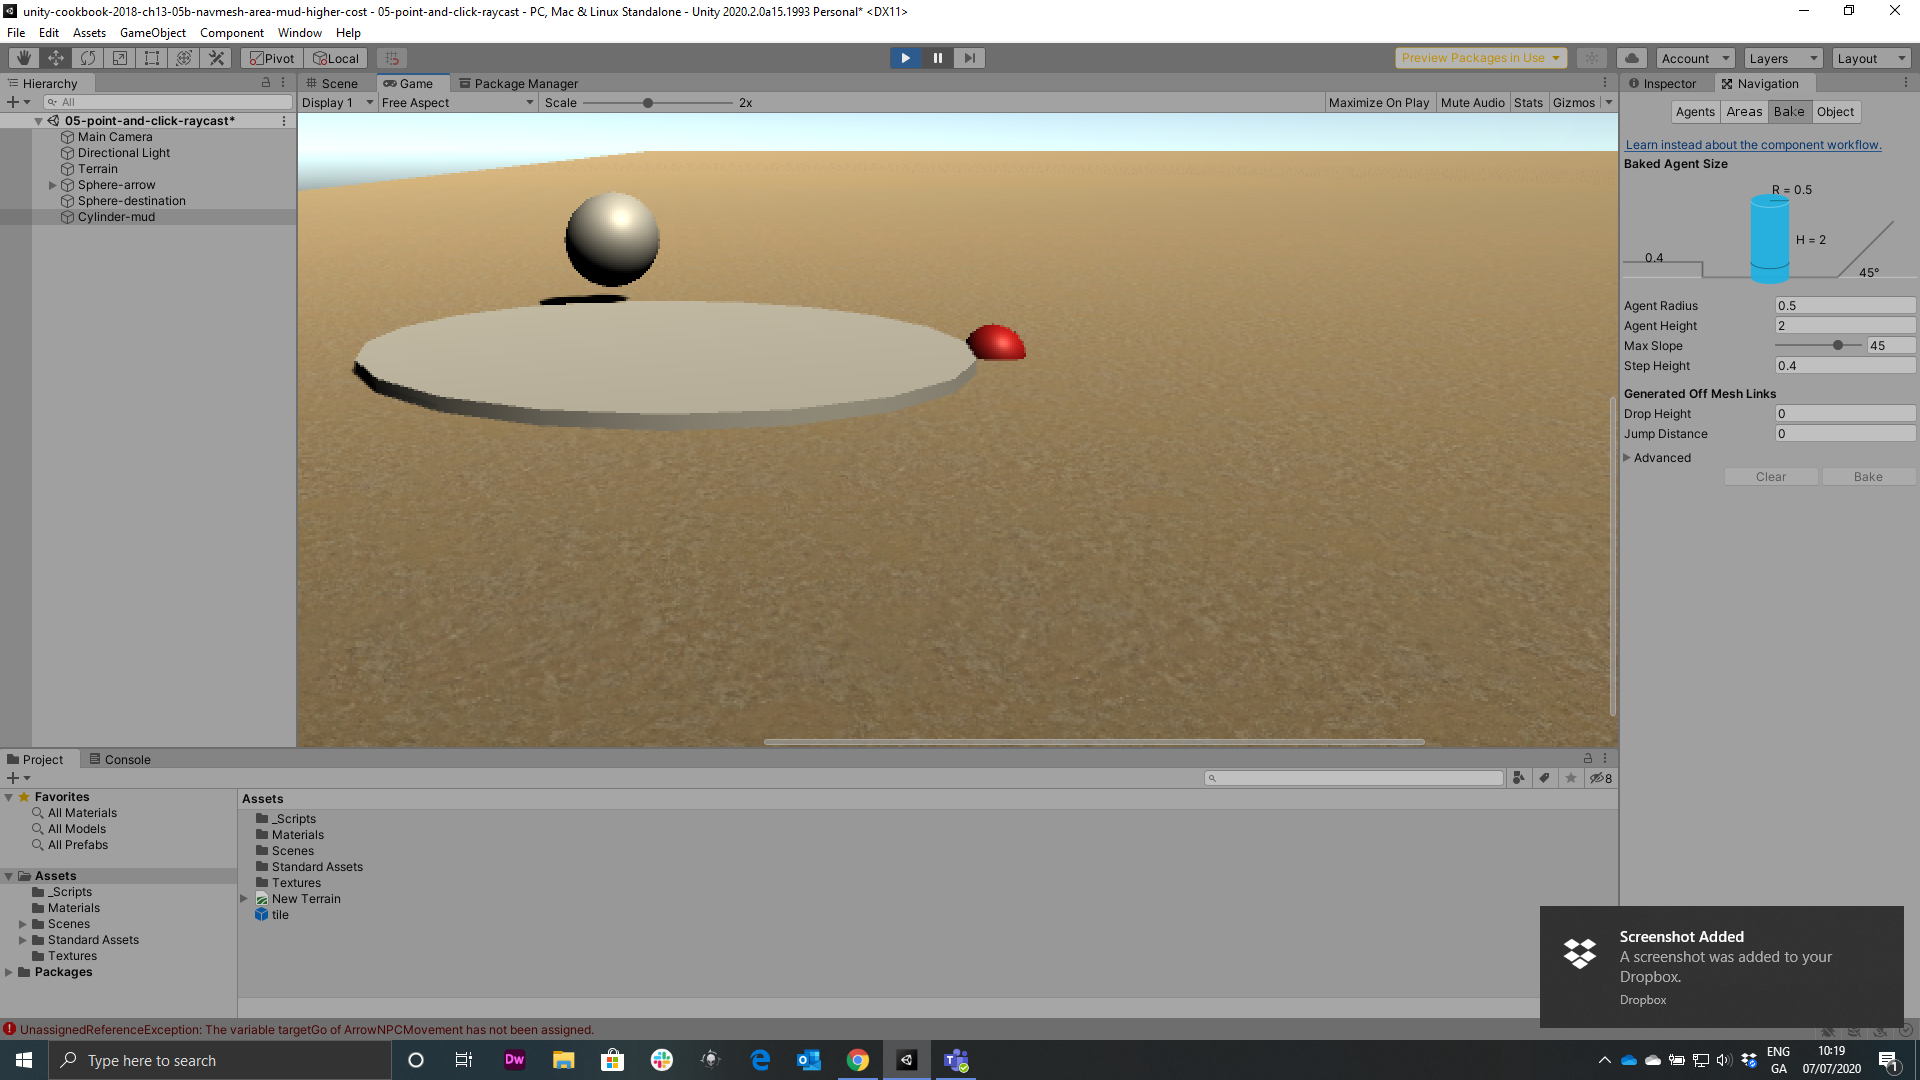 unity-cookbook-2018-ch13-05b-navmesh-area-mud-higher-cost - 05-point-and-click-raycast - PC, Mac & Linux Standalone - Unity 2020.2.0a15.1993 Personal* <DX11>
File Edit Assets GameObject Component Window Help
Pivot Local Preview Packages in Use Account Layers Layout
Hierarchy Scene Game Package Manager Inspector Navigation
All Display 1 Free Aspect Scale 2x Maximize On Play Mute Audio Stats Gizmos
Agents Areas Bake Object
05-point-and-click-raycast*
Main Camera
Directional Light
Terrain
Sphere-arrow
Sphere-destination
Cylinder-mud
Learn instead about the component workflow.
Baked Agent Size
R = 0.5
H = 2
0.4
45°
Agent Radius 0.5
Agent Height 2
Max Slope 45
Step Height 0.4
Generated Off Mesh Links
Drop Height 0
Jump Distance 0
Advanced
Clear Bake
Project Console
8
Favorites
All Materials
All Models
All Prefabs
Assets
_Scripts
Materials
Scenes
Standard Assets
Textures
Packages
Assets
_Scripts
Materials
Scenes
Standard Assets
Textures
New Terrain
tile
Screenshot Added
A screenshot was added to your
Dropbox.
Dropbox
UnassignedReferenceException: The variable targetGo of ArrowNPCMovement has not been assigned.
Type here to search
Dw
ENG
GA
10:19
07/07/2020
1